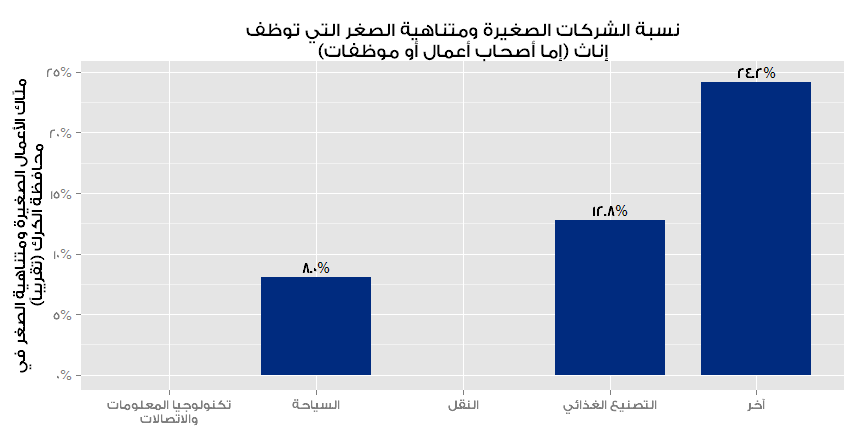 نسبة الشركات الصغيرة ومتناهية الصغر التي توظف
إناث (إما أصحاب أعمال أو موظفات)
ملّاك الأعمال الصغيرة ومتناهية الصغر في
محافظة الكرك (تقريباً)
٢٥%
٢٠%
١٥%
١٠%
٥%
٠%
٨.٠%
١٢.٨%
٢٤.٢%
تكنولوجيا المعلومات
والاتصالات
السياحة
النقل
التصنيع الغذائي
آخر